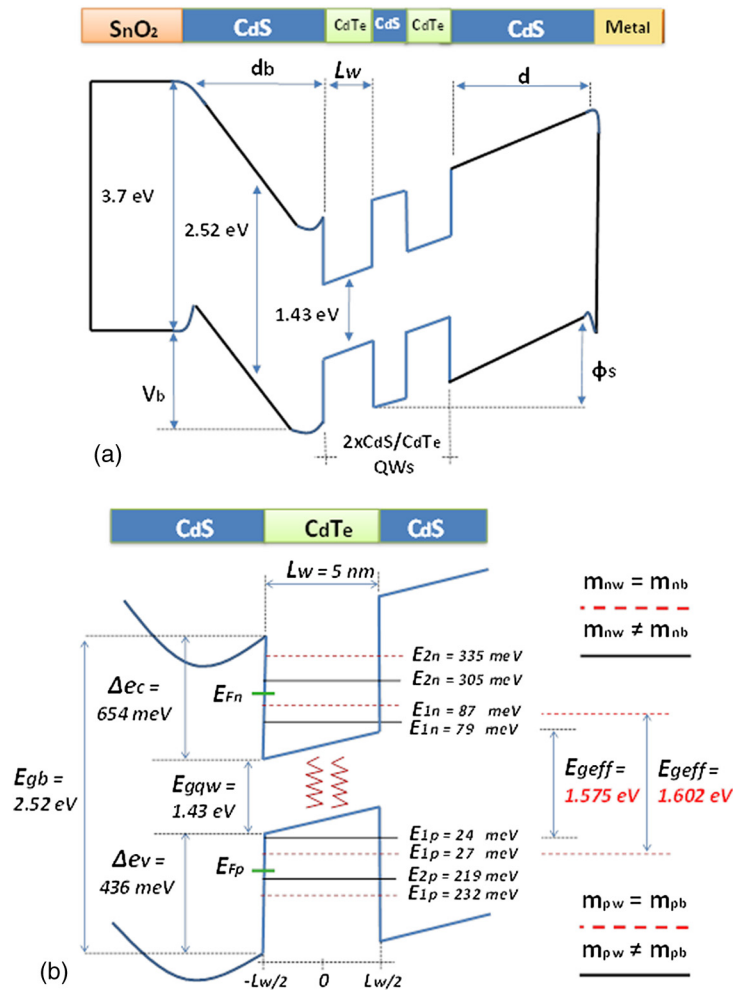 SnO₂ CdS CdTe CdS CdTe CdS Metal
db Lw d
3.7 eV
2.52 eV
1.43 eV
Vb
ϕs
2xCdS/CdTe
QWs
(a)
CdS CdTe CdS
Lw = 5 nm
mnw = mnb
mnw ≠ mnb
Δec =
654 meV
EFn
E2n = 335 meV
E2n = 305 meV
E1n = 87 meV
E1n = 79 meV
Egb =
2.52 eV
Egqw =
1.43 eV
Egeff =
1.575 eV
Egeff =
1.602 eV
Δev =
436 meV
EFp
E1p = 24 meV
E1p = 27 meV
E2p = 219 meV
E1p = 232 meV
mpw = mpb
mpw ≠ mpb
(b)
-Lw/2 0 Lw/2